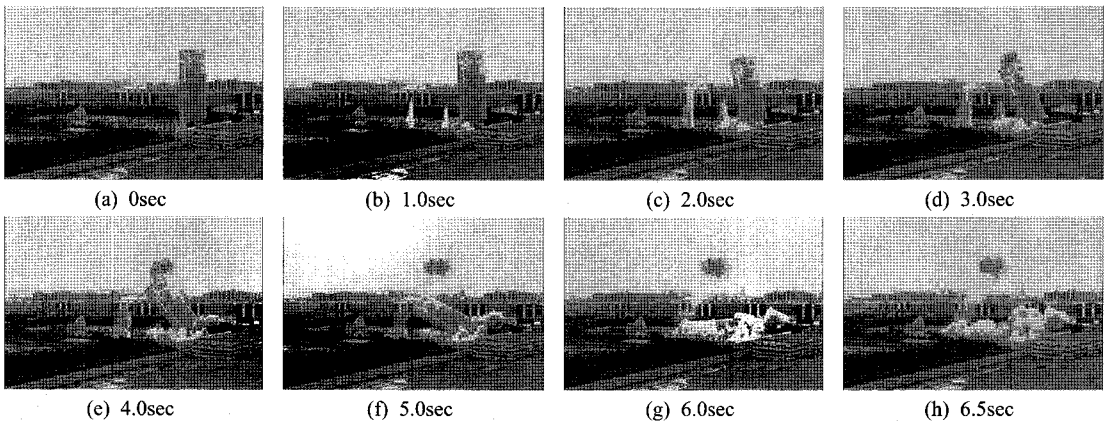 (a) 0sec
(b) 1.0sec
(c) 2.0sec
(d) 3.0sec
(e) 4.0sec
(f) 5.0sec
(g) 6.0sec
(h) 6.5sec